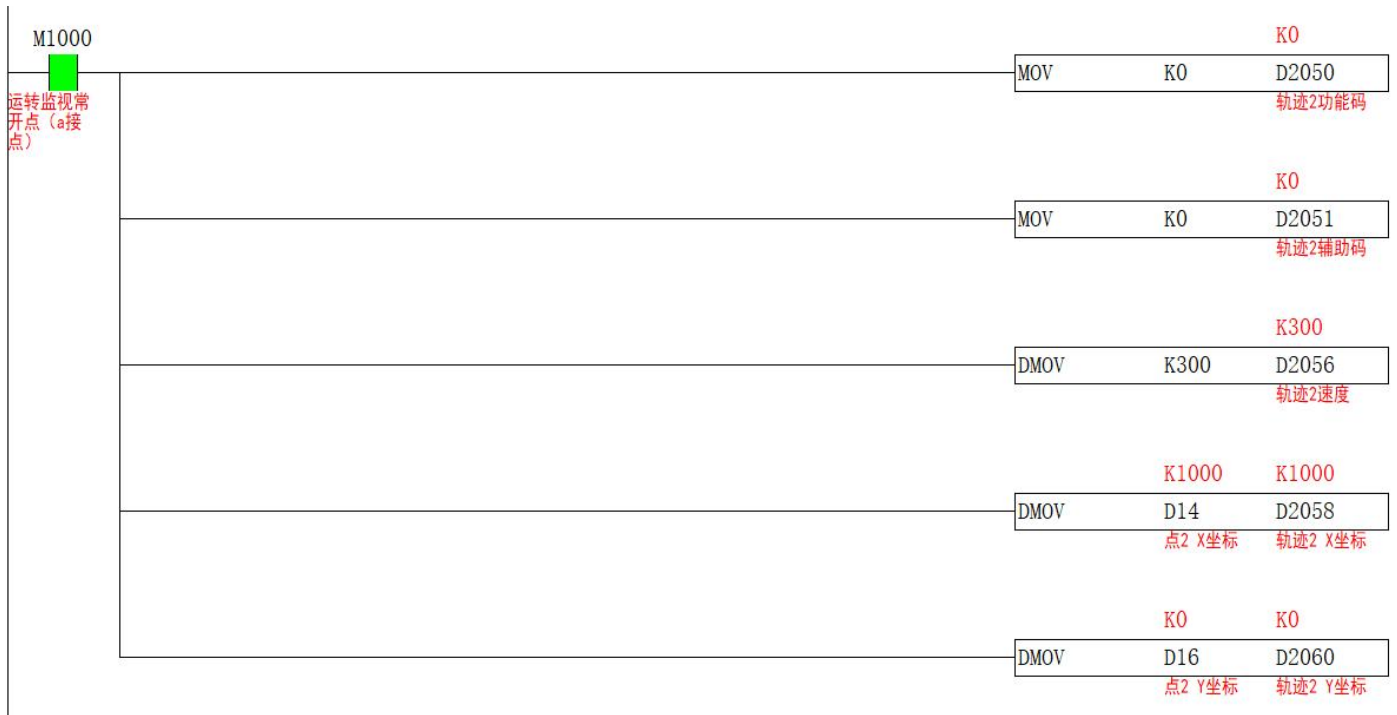 M1000
运转监视常
开点（a接
点）
K0
MOV K0 D2050
轨迹2功能码
K0
MOV K0 D2051
轨迹2辅助码
K300
DMOV K300 D2056
轨迹2速度
K1000 K1000
DMOV D14 D2058
点2 X坐标 轨迹2 X坐标
K0 K0
DMOV D16 D2060
点2 Y坐标 轨迹2 Y坐标